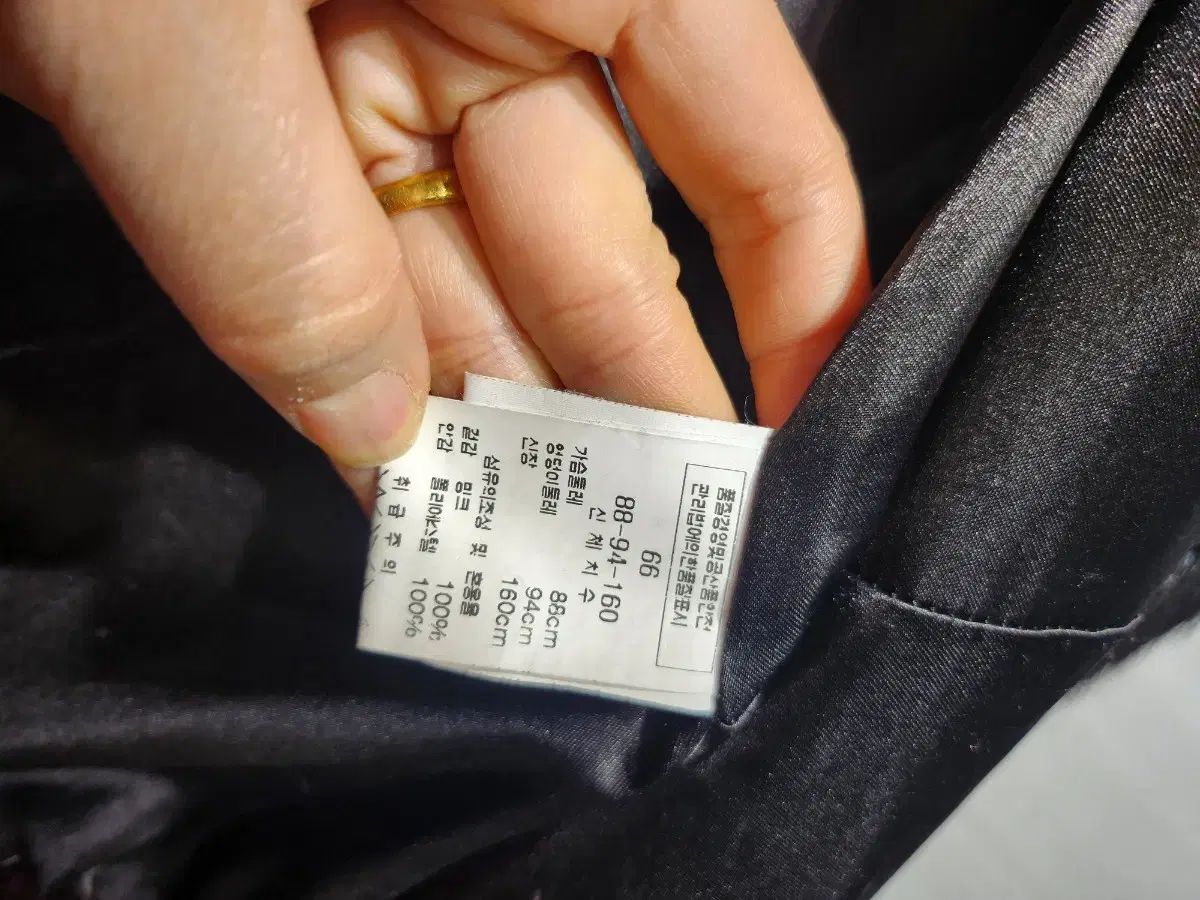 품질경영및공산품안전
관리법에의한품질표시
66
88-94-160
신 체 치 수
가슴둘레 88cm
엉덩이둘레 94cm
신장 160cm
섬유의조성 및 혼용율
겉감 밍크 100%
안감 폴리에스텔 100%
취 급 주 의